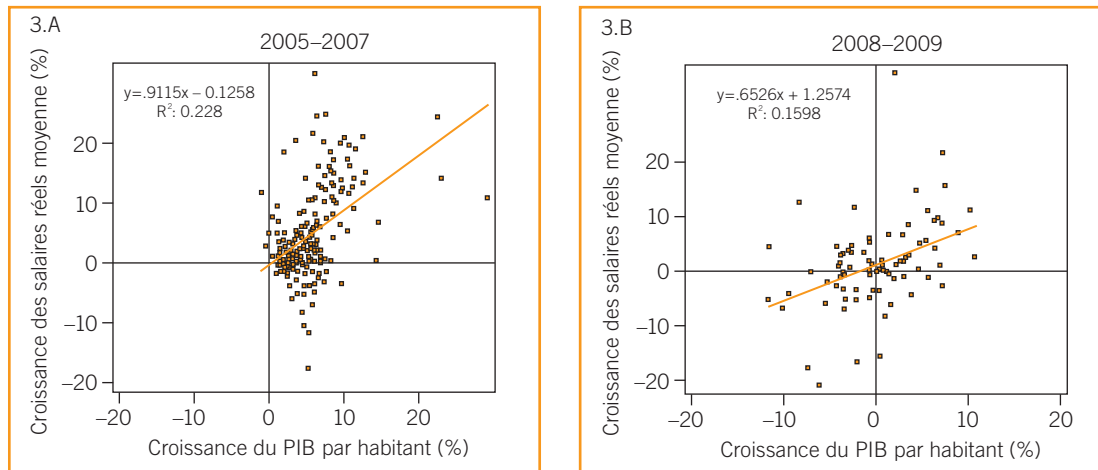 3.A
2005–2007
Croissance des salaires réels moyenne (%)
y=.9115x – 0.1258
R²: 0.228
20
10
0
–10
–20
–20
–10
0
10
20
Croissance du PIB par habitant (%)
3.B
2008–2009
Croissance des salaires réels moyenne (%)
y=.6526x + 1.2574
R²: 0.1598
20
10
0
–10
–20
–20
–10
0
10
20
Croissance du PIB par habitant (%)